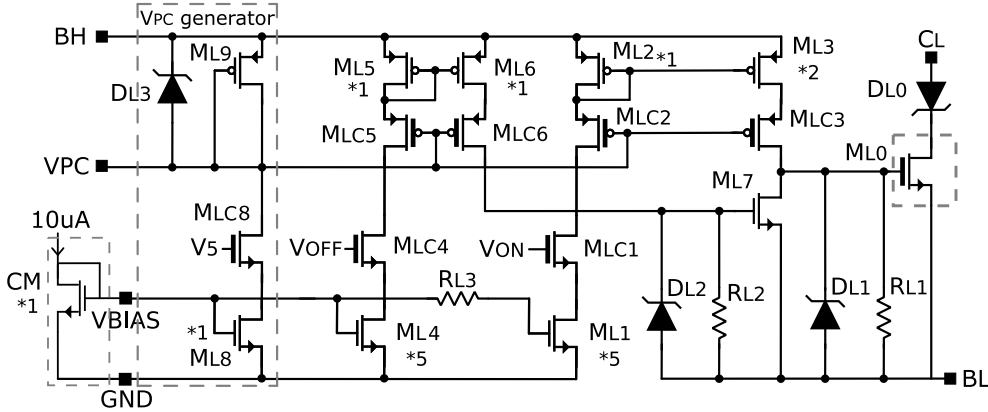 VPC generator
BH
ML9
ML5
*1
ML6
*1
ML2
*1
ML3
*2
CL
DL3
DL0
MLC5
MLC6
MLC2
MLC3
VPC
ML0
ML7
MLC8
10uA
V5
VOFF
MLC4
VON
MLC1
CM
*1
RL3
DL2
RL2
DL1
RL1
VBIAS
*1
ML8
ML4
*5
ML1
*5
GND
BL